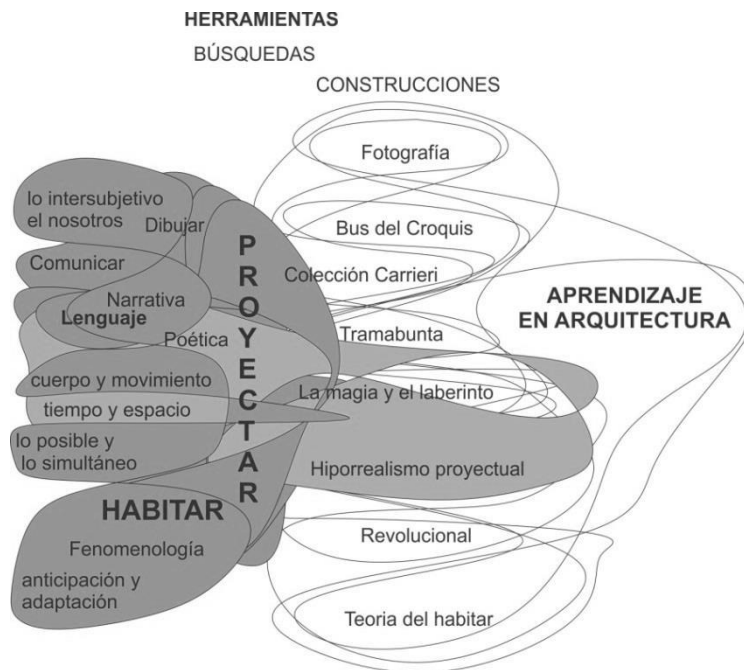 HERRAMIENTAS
BÚSQUEDAS
CONSTRUCCIONES
Fotografía
lo intersubjetivo
el nosotros
Dibujar
Bus del Croquis
Comunicar
Colección Carrieri
Narrativa
Lenguaje
Poética
PROYECTAR
Tramabunta
APRENDIZAJE
EN ARQUITECTURA
cuerpo y movimiento
La magia y el laberinto
tiempo y espacio
lo posible y
lo simultáneo
Hiporrealismo proyectual
HABITAR
Fenomenología
Revolucional
anticipación y
adaptación
Teoria del habitar